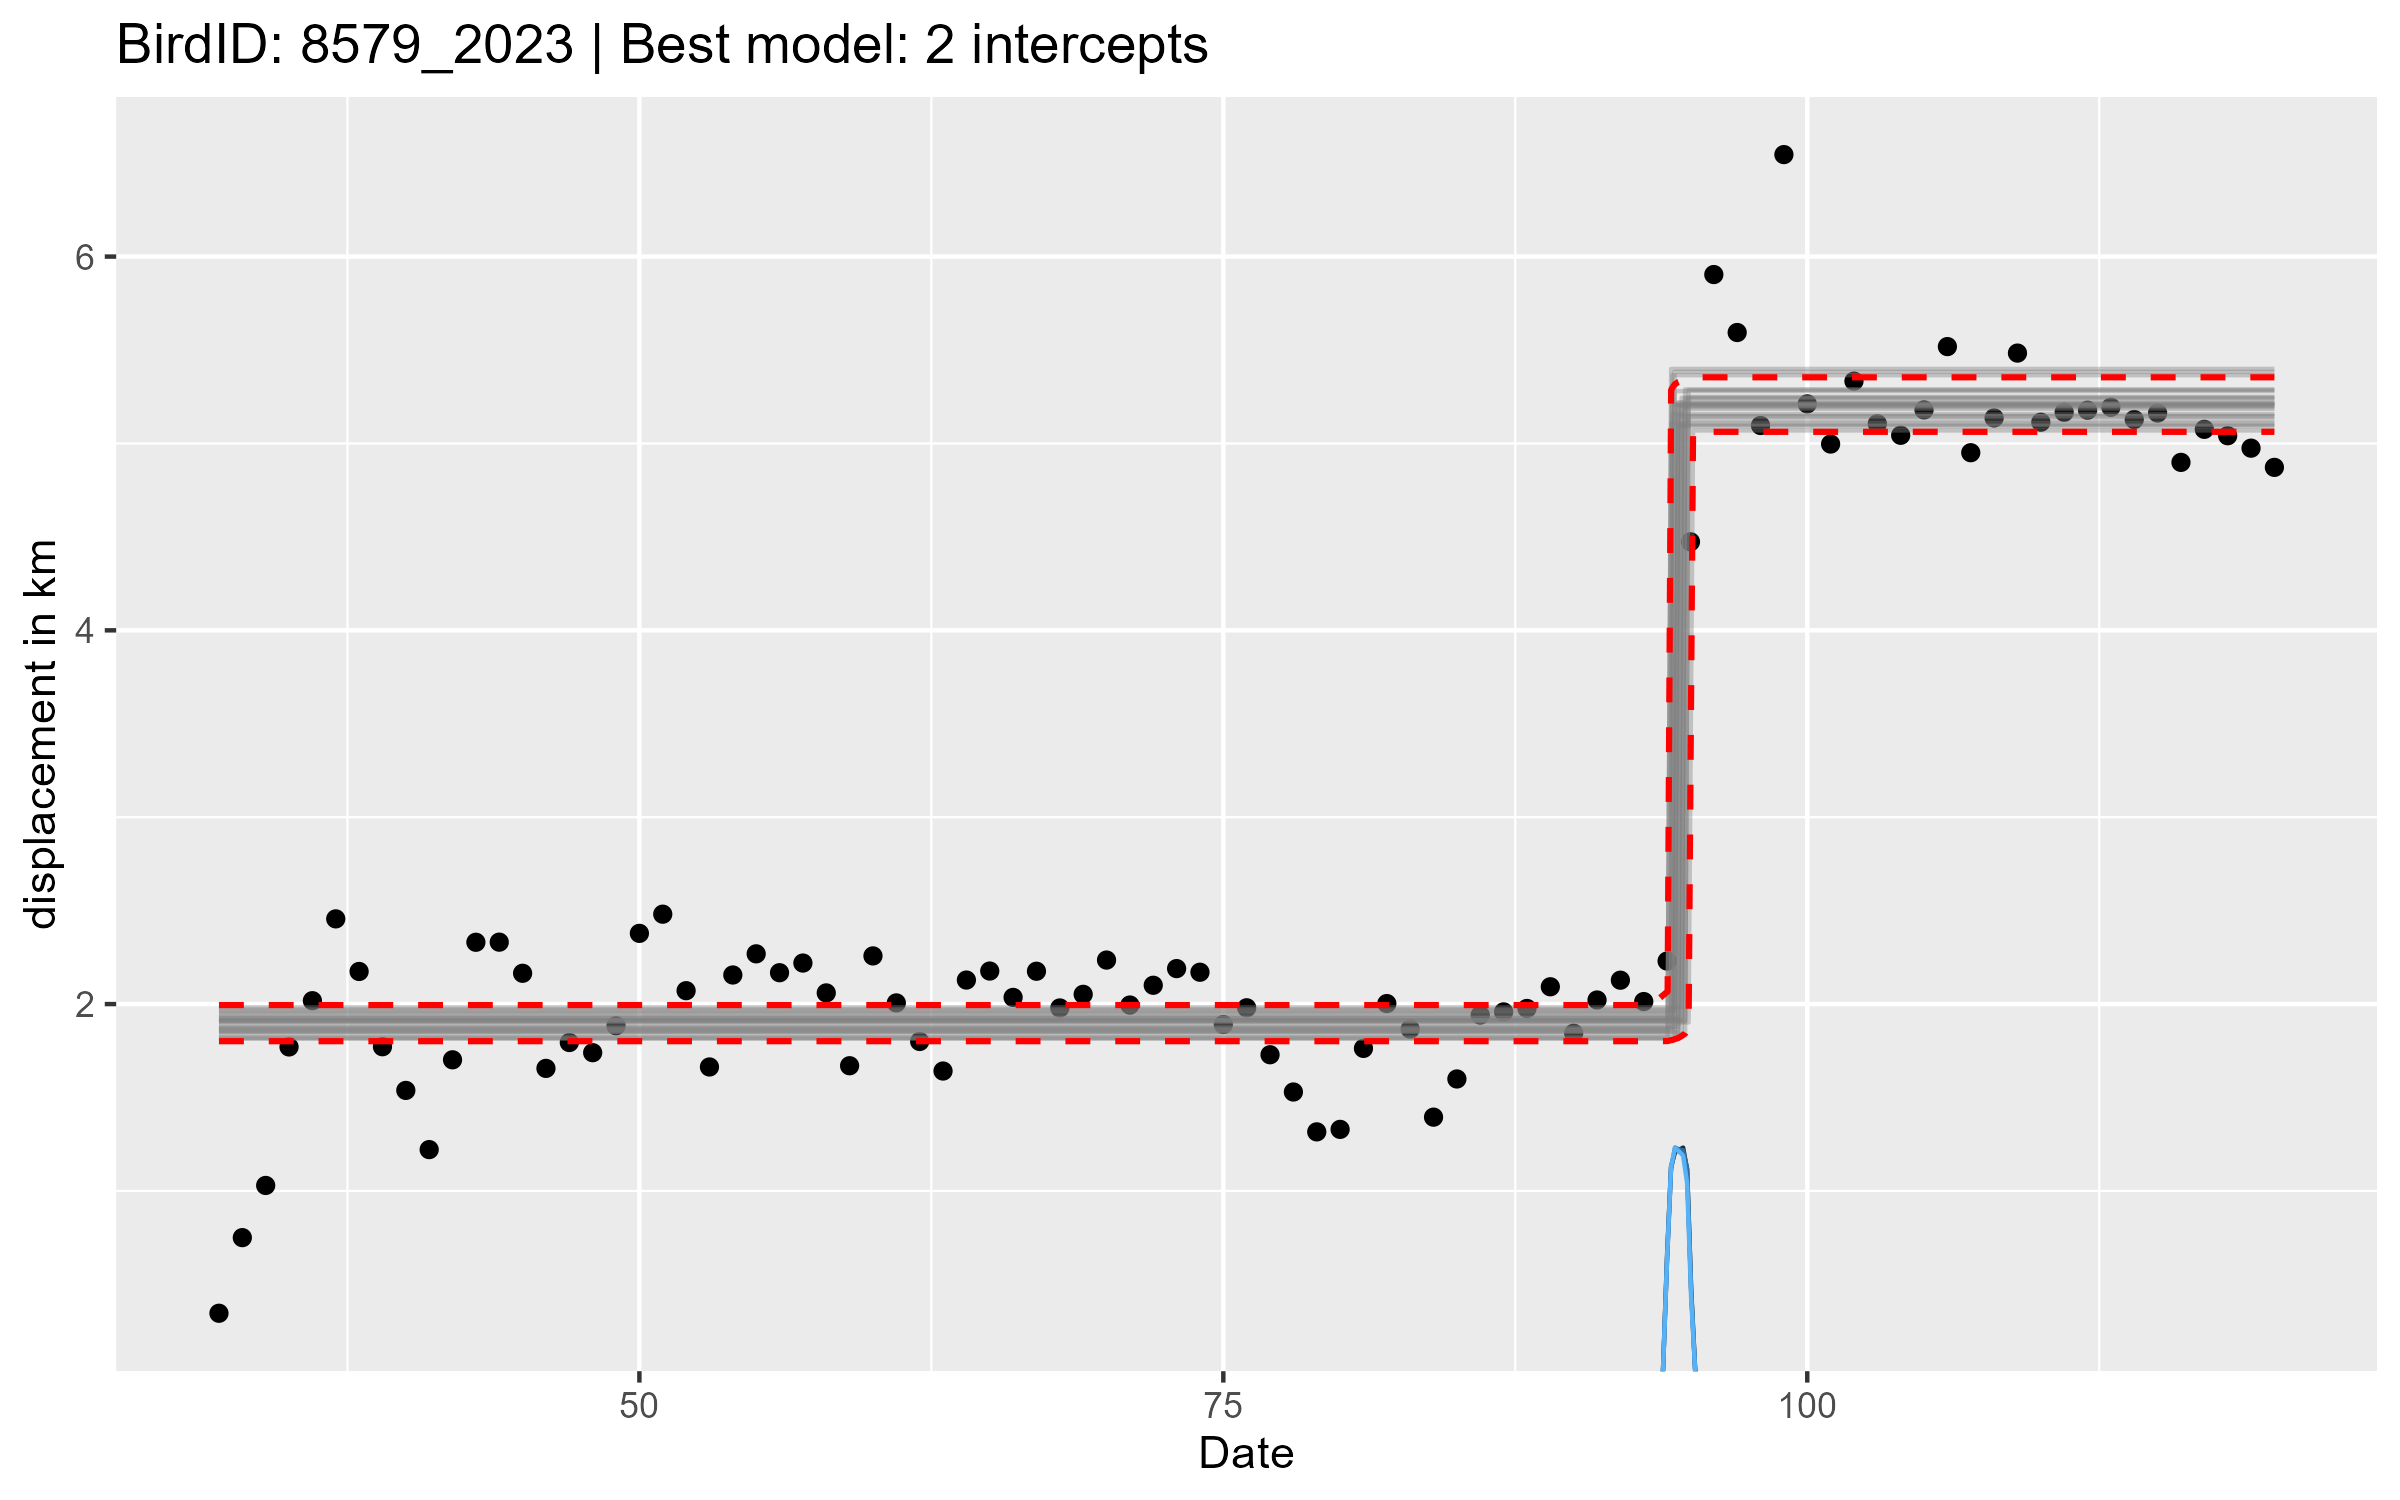 BirdID: 8579_2023 | Best model: 2 intercepts
displacement in km
6
4
2
50 75 100
Date